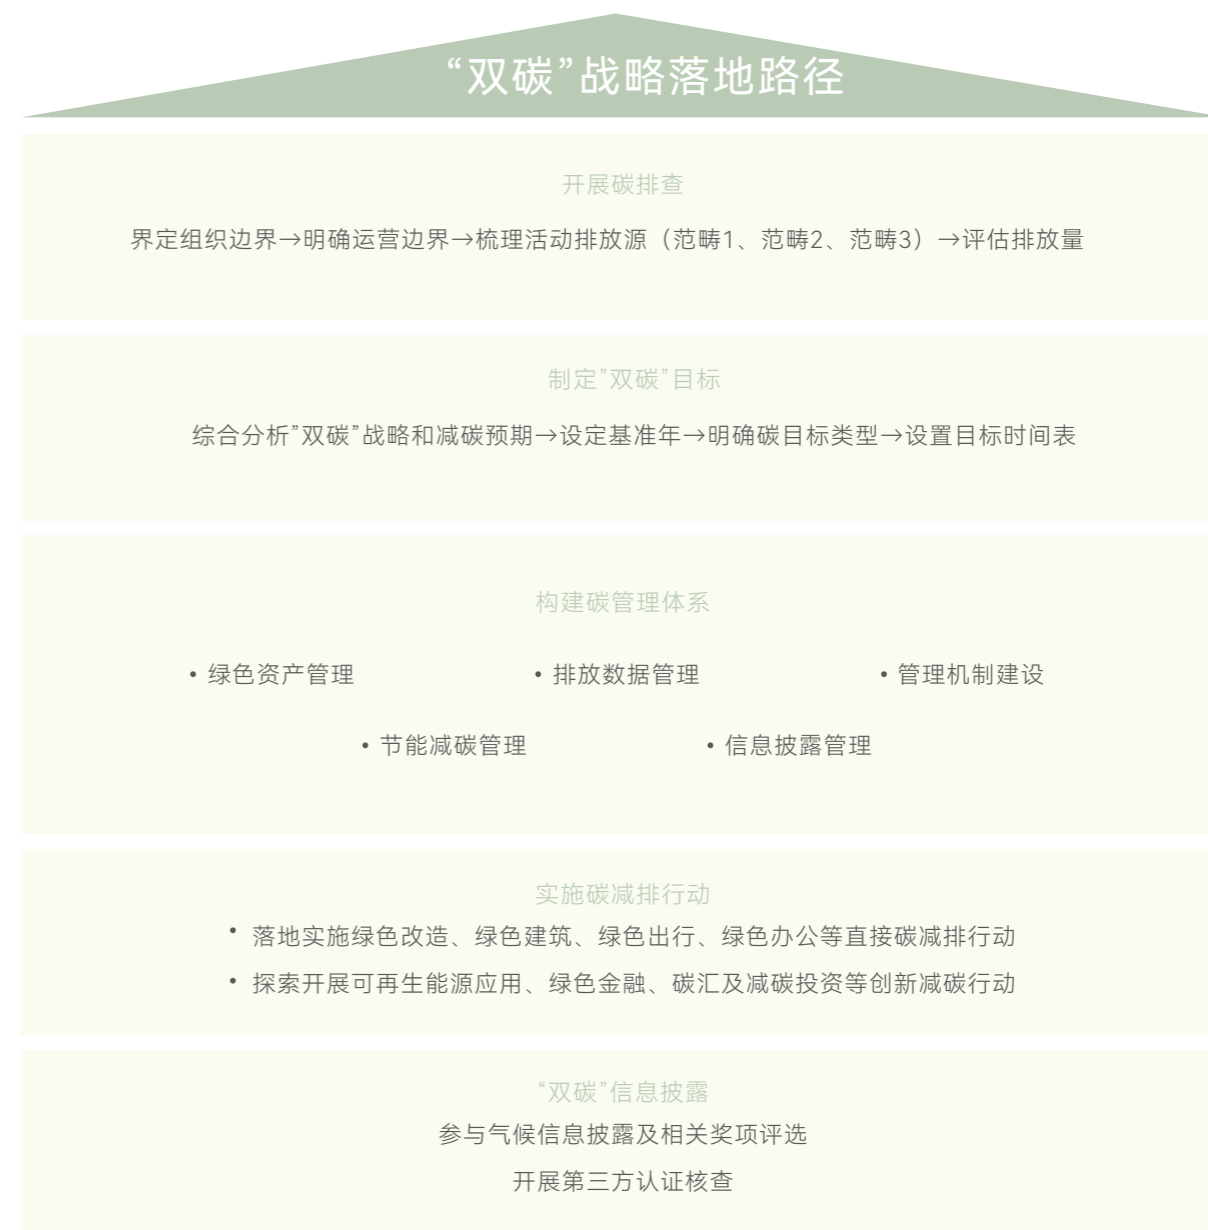 “双碳”战略落地路径
开展碳排查
界定组织边界→明确运营边界→梳理活动排放源（范畴1、范畴2、范畴3）→评估排放量
制定”双碳”目标
综合分析”双碳”战略和减碳预期→设定基准年→明确碳目标类型→设置目标时间表
构建碳管理体系
• 绿色资产管理 • 排放数据管理 • 管理机制建设
• 节能减碳管理 • 信息披露管理
实施碳减排行动
• 落地实施绿色改造、绿色建筑、绿色出行、绿色办公等直接碳减排行动
• 探索开展可再生能源应用、绿色金融、碳汇及减碳投资等创新减碳行动
“双碳”信息披露
参与气候信息披露及相关奖项评选
开展第三方认证核查